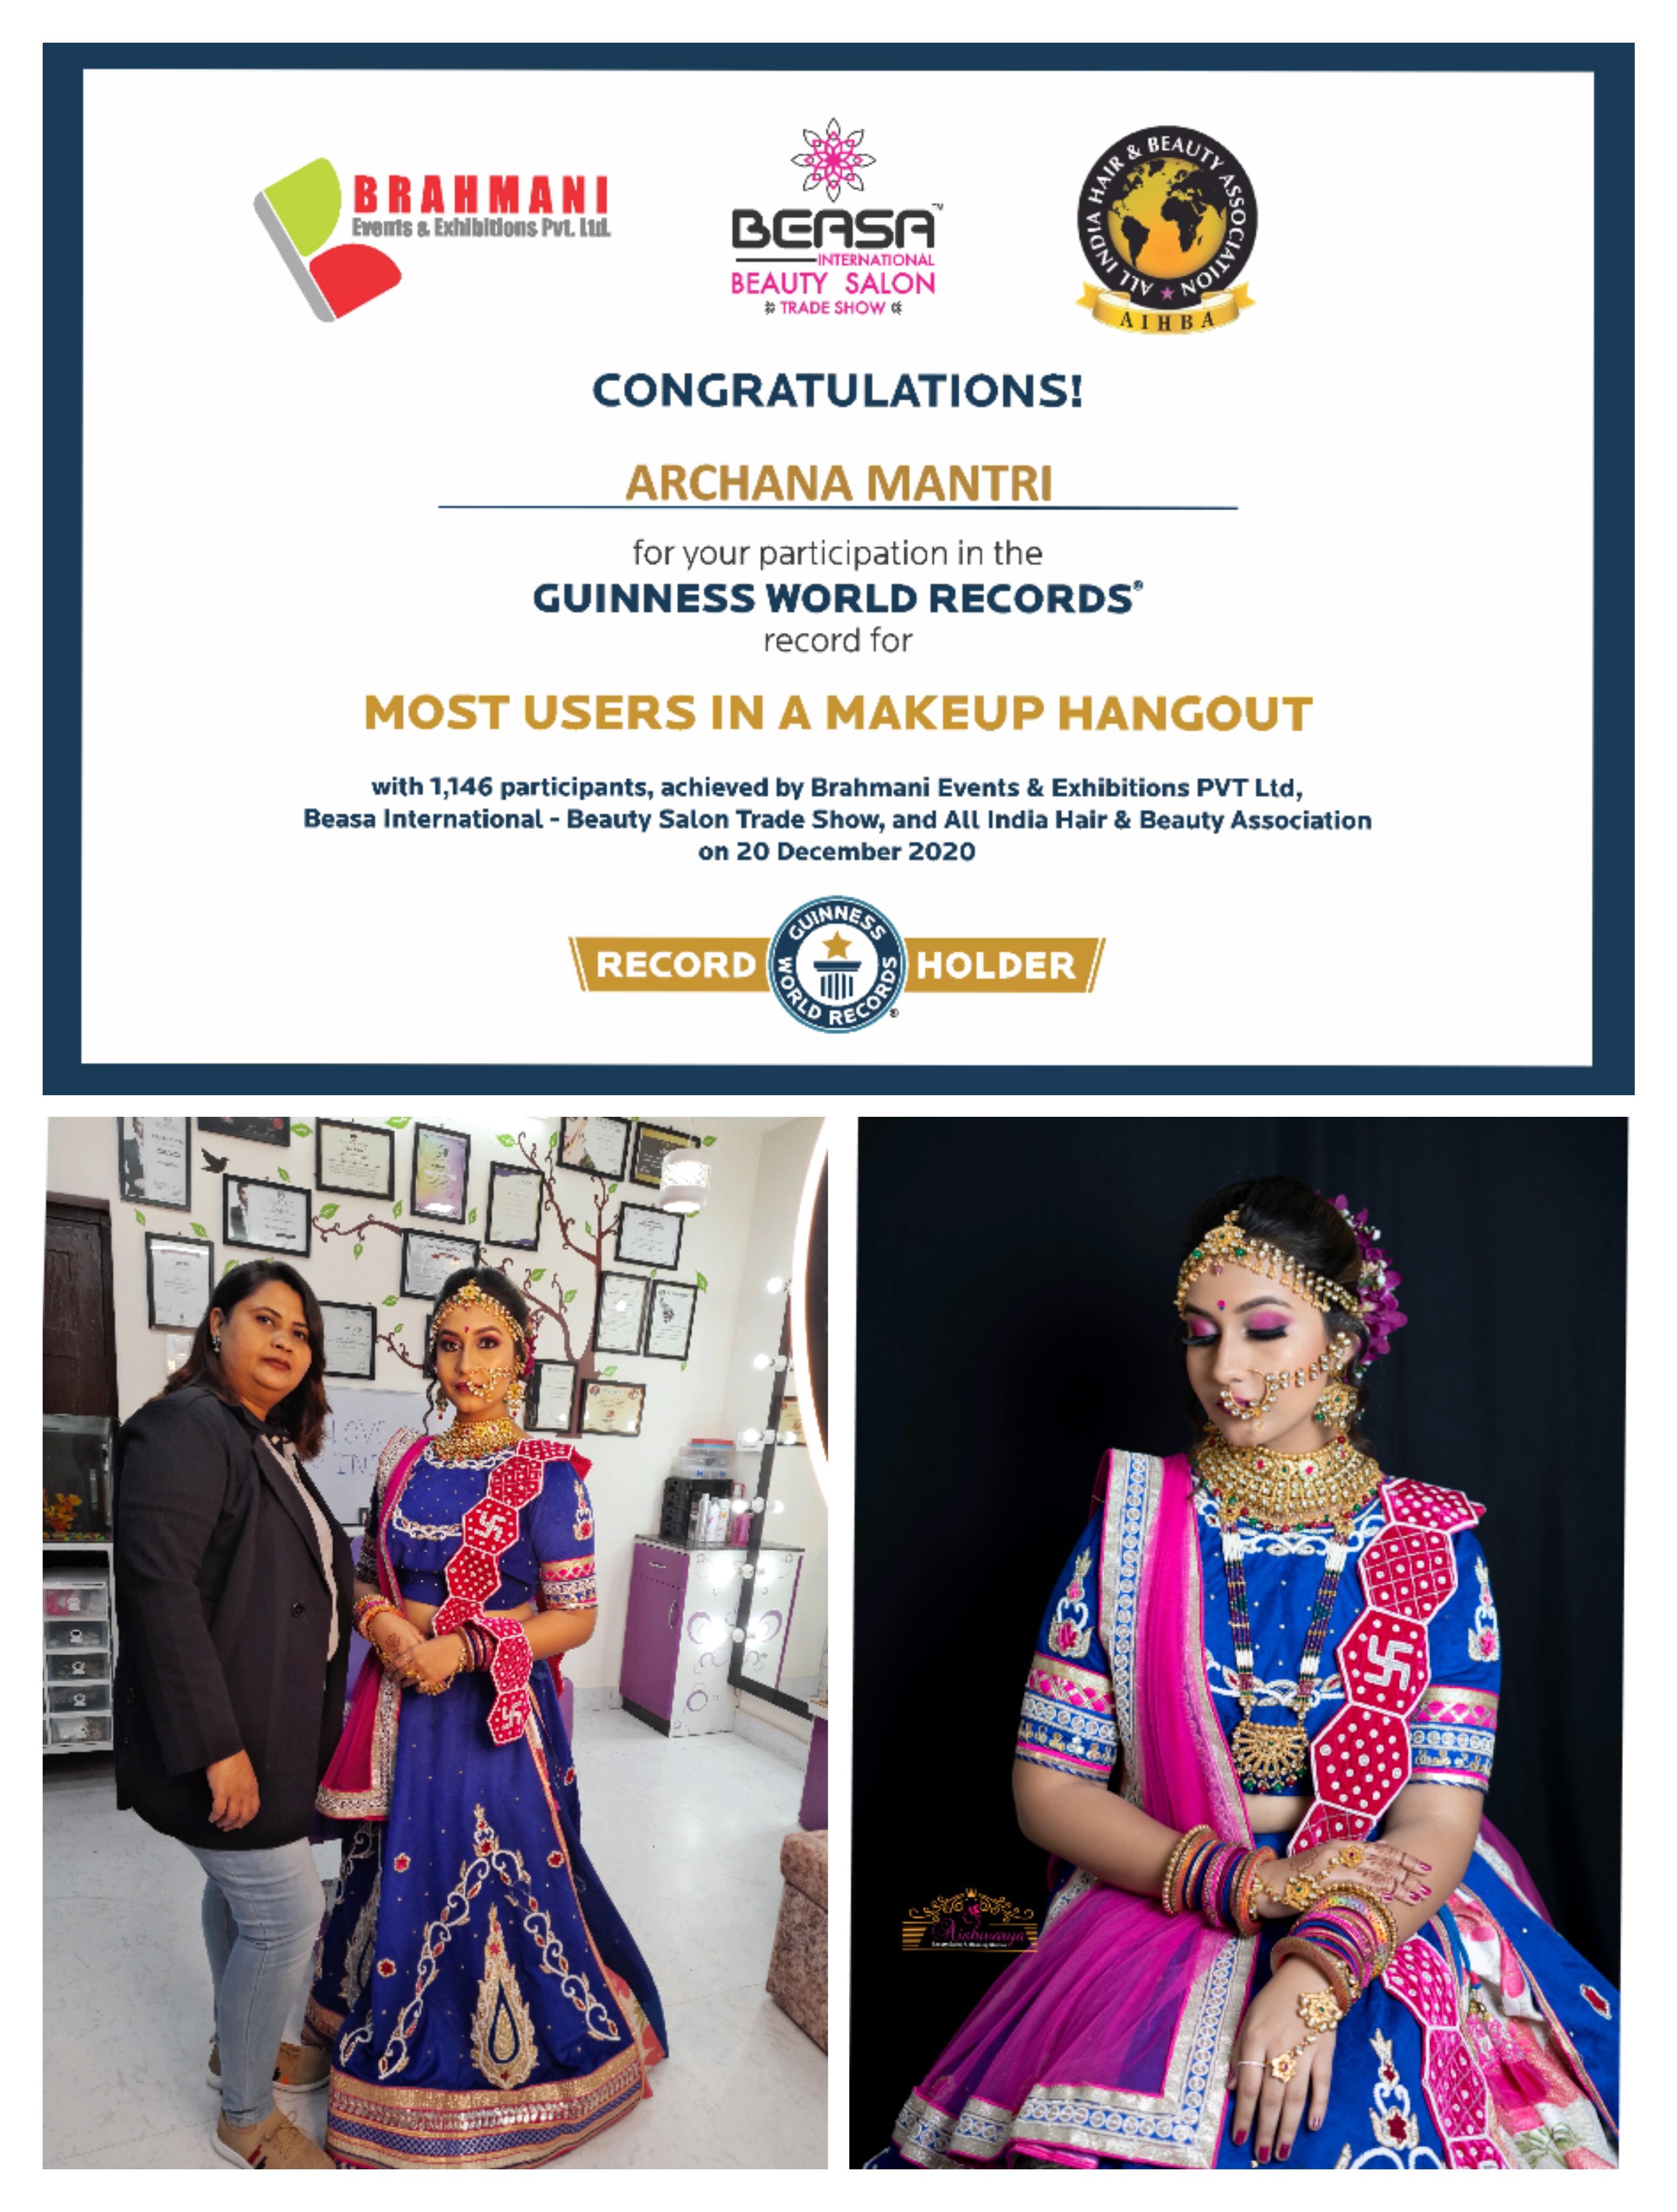 BRAHMANI
Events & Exhibitions Pvt. Ltd.
BEASA™
INTERNATIONAL
BEAUTY SALON
TRADE SHOW
ALL INDIA HAIR & BEAUTY ASSOCIATION
AIHBA
CONGRATULATIONS!
ARCHANA MANTRI
for your participation in the
GUINNESS WORLD RECORDS®
record for
MOST USERS IN A MAKEUP HANGOUT
with 1,146 participants, achieved by Brahmani Events & Exhibitions PVT Ltd,
Beasa International - Beauty Salon Trade Show, and All India Hair & Beauty Association
on 20 December 2020
RECORD
GUINNESS WORLD RECORDS®
HOLDER
LOVE
Aishwarya